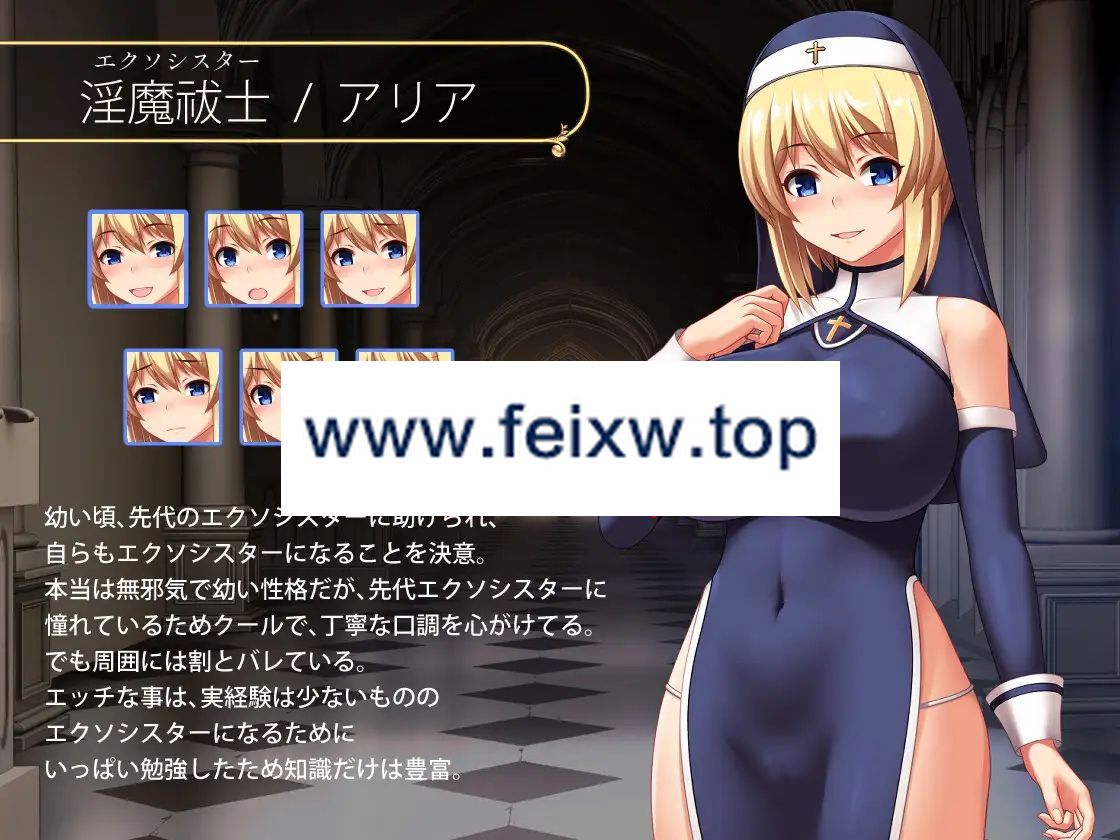 エクソシスター
淫魔祓士 / アリア
www.feixw.top
幼い頃、先代のエクソシスターに助けられ、
自らもエクソシスターになることを決意。
本当は無邪気で幼い性格だが、先代エクソシスターに
憧れているためクールで、丁寧な口調を心がけてる。
でも周囲には割とバレている。
エッチな事は、実経験は少ないものの
エクソシスターになるために
いっぱい勉強したため知識だけは豊富。